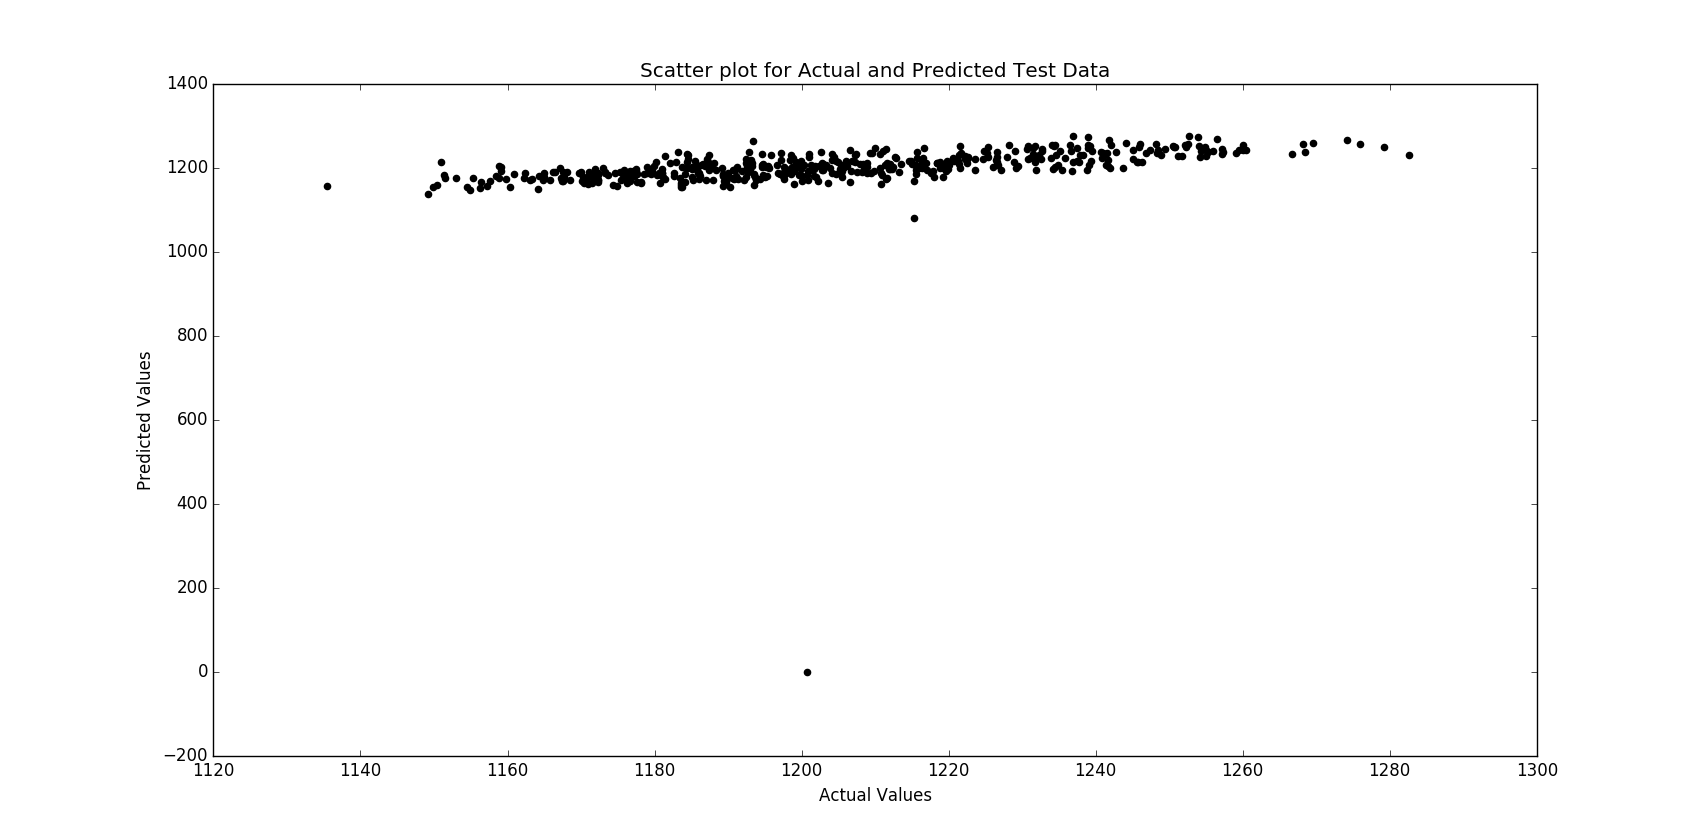 Scatter plot for Actual and Predicted Test Data
1400
1200
1000
800
600
400
200
0
−200
Predicted Values
1120 1140 1160 1180 1200 1220 1240 1260 1280 1300
Actual Values